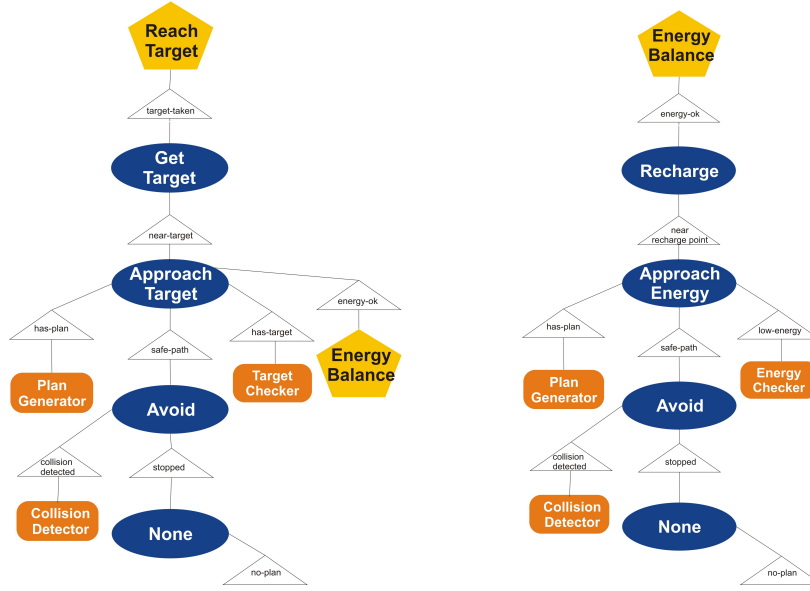 Reach
Target
target-taken
Get
Target
near-target
Approach
Target
energy-ok
has-plan
has-target
safe-path
Energy
Balance
Plan
Generator
Target
Checker
Avoid
collision
detected
stopped
Collision
Detector
None
no-plan
Energy
Balance
energy-ok
Recharge
near
recharge point
Approach
Energy
has-plan
low-energy
safe-path
Plan
Generator
Energy
Checker
Avoid
collision
detected
stopped
Collision
Detector
None
no-plan